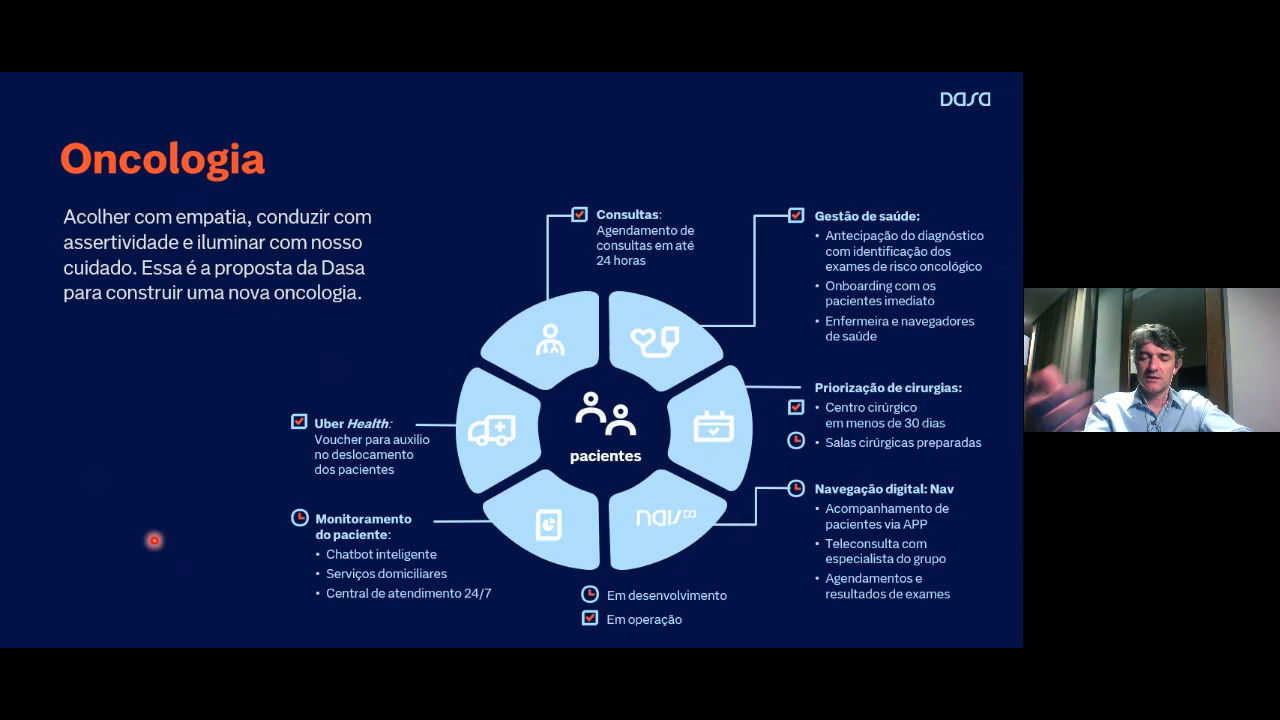 DASA
Oncologia
Acolher com empatia, conduzir com
assertividade e iluminar com nosso
cuidado. Essa é a proposta da Dasa
para construir uma nova oncologia.
Consultas:
Agendamento de
consultas em até
24 horas
Gestão de saúde:
• Antecipação do diagnóstico
com identificação dos
exames de risco oncológico
• Onboarding com os
pacientes imediato
• Enfermeira e navegadores
de saúde
Priorização de cirurgias:
• Centro cirúrgico
em menos de 30 dias
• Salas cirúrgicas preparadas
Navegação digital: Nav
• Acompanhamento de
pacientes via APP
• Teleconsulta com
especialista do grupo
• Agendamentos e
resultados de exames
Uber Health:
Voucher para auxilio
no deslocamento
dos pacientes
Monitoramento
do paciente:
• Chatbot inteligente
• Serviços domiciliares
• Central de atendimento 24/7
pacientes
nav
Em desenvolvimento
Em operação